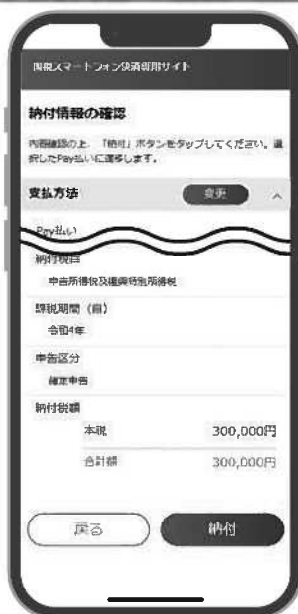 国税スマートフォン決済専用サイト
納付情報の確認
内容確認の上、「納付」ボタンをタップしてください。選
択したPay払いに遷移します。
支払方法
変更
Pay払い
納付税目
申告所得税及復興特別所得税
課税期間（自）
令和4年
申告区分
確定申告
納付税額
本税 300,000円
合計額 300,000円
戻る
納付